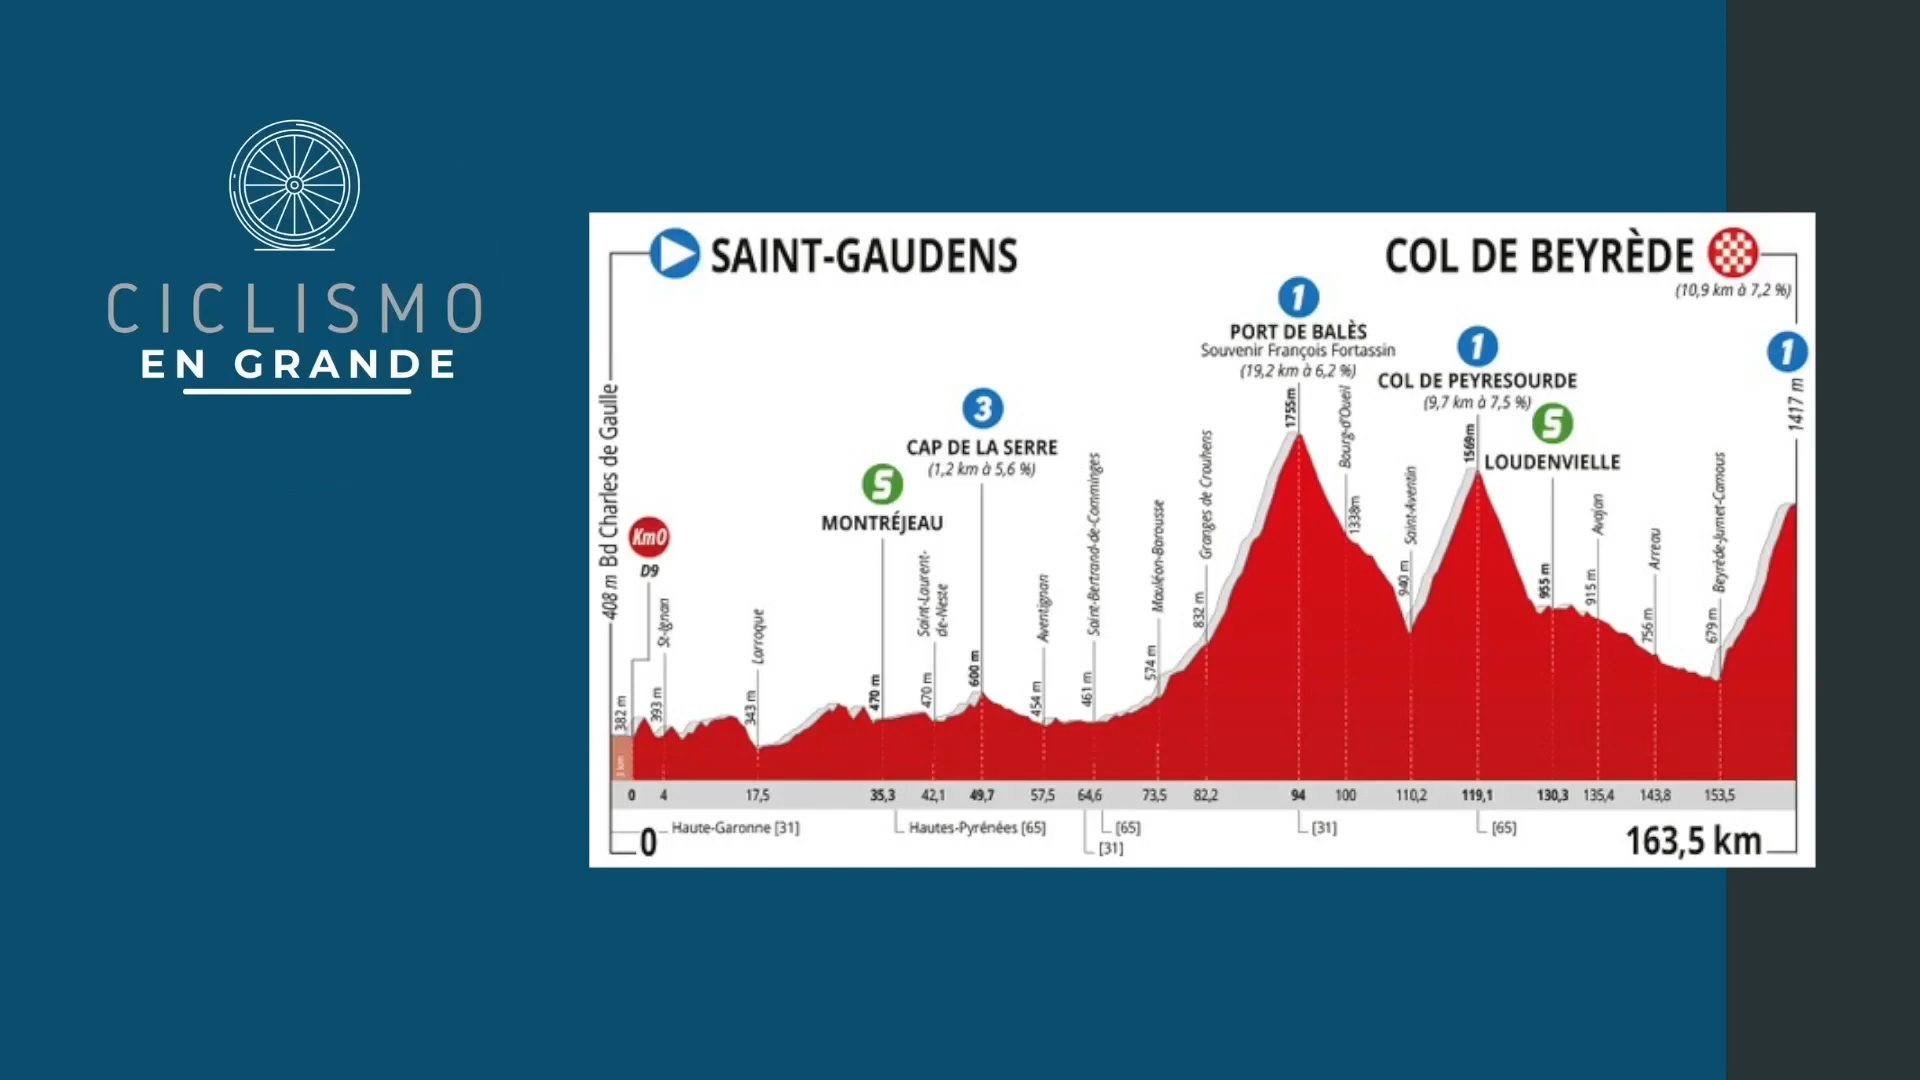 CICLISMO
EN GRANDE
SAINT-GAUDENS
COL DE BEYRÈDE
(10,9 km à 7,2 %)
1
1417 m
1
PORT DE BALÈS
Souvenir François Fortassin
(19,2 km à 6,2 %)
1755m
1
COL DE PEYRESOURDE
(9,7 km à 7,5 %)
1569m
S
LOUDENVIELLE
955 m
3
CAP DE LA SERRE
(1,2 km à 5,6 %)
600 m
S
MONTRÉJEAU
470 m
408 m Bd Charles de Gaulle
Km0
D9
382 m
393 m St-Ignan
343 m Larroque
470 m Saint-Laurent-
de-Neste
454 m Aventignan
461 m Saint-Bertrand-de-Comminges
574 m Mauléon-Barousse
832 m Granges de Crouhens
1338m Bourg-d'Oueil
940 m Saint-Aventin
915 m Avajan
756 m Arreau
679 m Beyrède-Jumet-Camous
3 km
0 4 17,5 35,3 42,1 49,7 57,5 64,6 73,5 82,2 94 100 110,2 119,1 130,3 135,4 143,8 153,5
Haute-Garonne [31] Hautes-Pyrénées [65] [65] [31] [65]
[31]
0
163,5 km